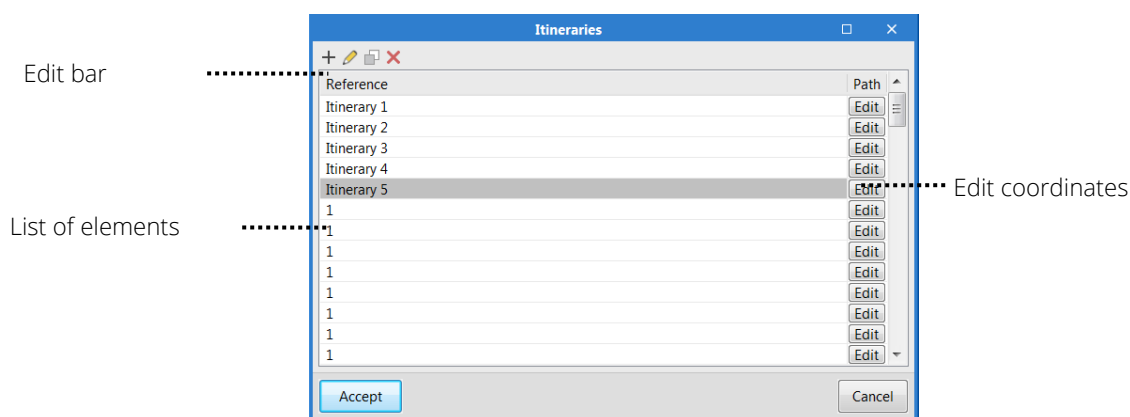 Itineraries
Edit bar
Reference Path
Itinerary 1 Edit
Itinerary 2 Edit
Itinerary 3 Edit
Itinerary 4 Edit
Itinerary 5 Edit
Edit coordinates
1 Edit
List of elements
1 Edit
1 Edit
1 Edit
1 Edit
1 Edit
1 Edit
1 Edit
Accept Cancel